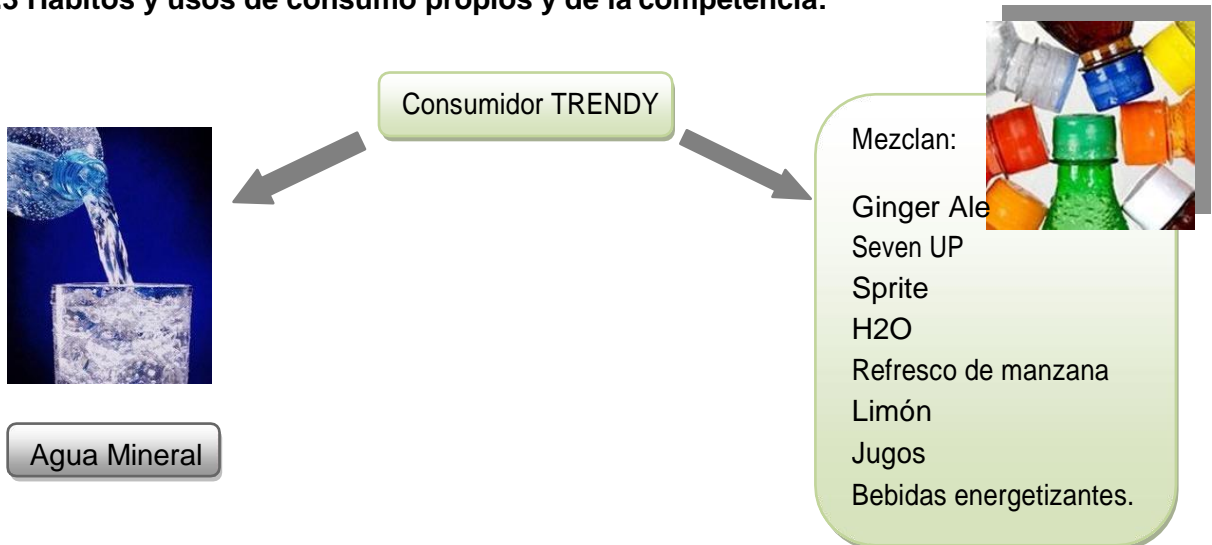 .3 Hábitos y usos de consumo propios y de la competencia.
Consumidor TRENDY
Mezclan:
Ginger Ale
Seven UP
Sprite
H2O
Refresco de manzana
Limón
Jugos
Bebidas energetizantes.
Agua Mineral